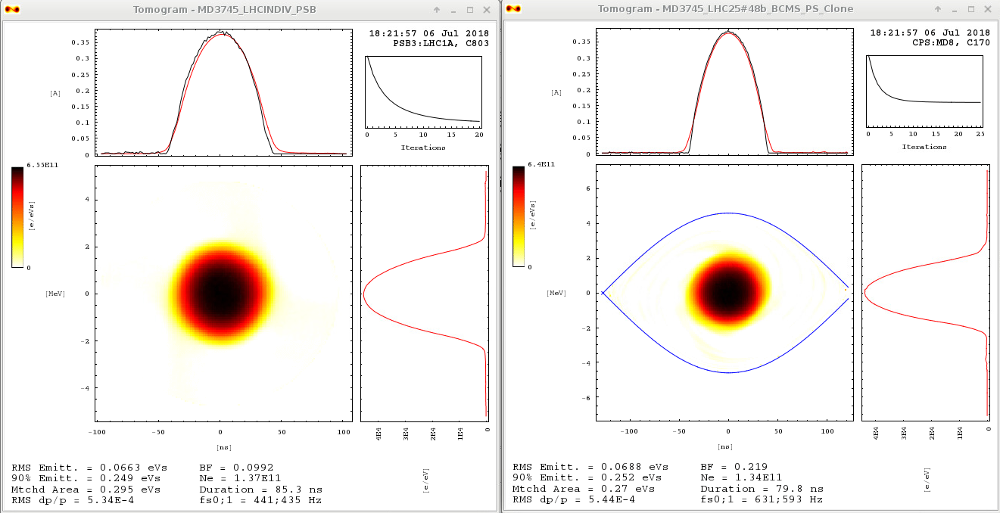 Tomogram - MD3745_LHCINDIV_PSB
18:21:57 06 Jul 2018
PSB3:LHC1A, C803
0.35
0.3
0.25
0.2
0.15
0.1
0.05
0
[A]
0 5 10 15 20
Iterations
6.55E11
0
[e/eVs]
4
2
0
-2
-4
[MeV]
-100 -50 0 50 100
[ns]
4E4 3E4 2E4 1E4 0
[e/eV]
RMS Emitt. = 0.0663 eVs BF = 0.0992
90% Emitt. = 0.249 eVs Ne = 1.37E11
Mtchd Area = 0.295 eVs Duration = 85.3 ns
RMS dp/p = 5.34E-4 fs0;1 = 441;435 Hz
Tomogram - MD3745_LHC25#48b_BCMS_PS_Clone
18:21:57 06 Jul 2018
CPS:MD8, C170
0.35
0.3
0.25
0.2
0.15
0.1
0.05
0
[A]
0 5 10 15 20 25
Iterations
6.4E11
0
[e/eVs]
6
4
2
0
-2
-4
-6
[MeV]
-100 -50 0 50 100
[ns]
4E4 3E4 2E4 1E4 0
[e/eV]
RMS Emitt. = 0.0688 eVs BF = 0.219
90% Emitt. = 0.252 eVs Ne = 1.34E11
Mtchd Area = 0.27 eVs Duration = 79.8 ns
RMS dp/p = 5.44E-4 fs0;1 = 631;593 Hz